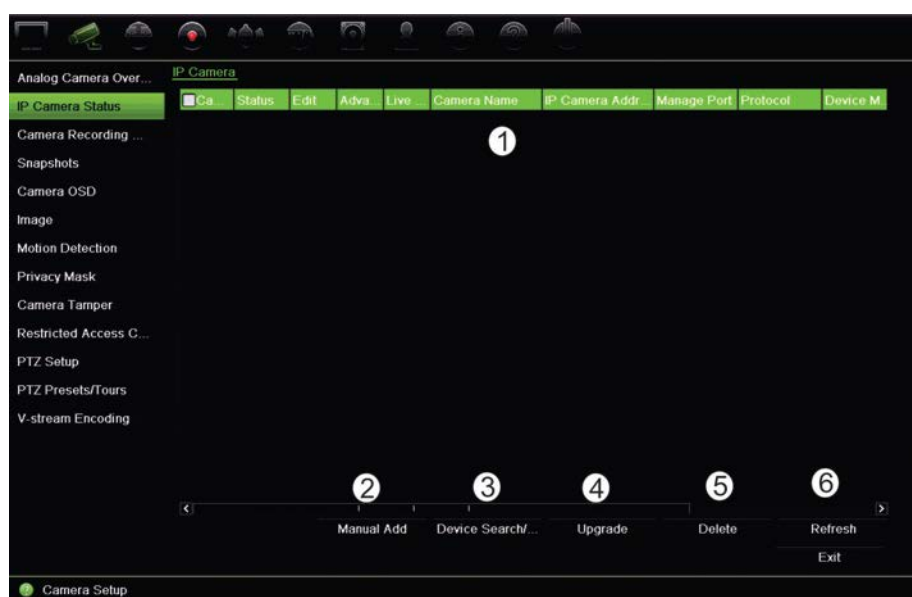 Analog Camera Over...
IP Camera Status
Camera Recording ...
Snapshots
Camera OSD
Image
Motion Detection
Privacy Mask
Camera Tamper
Restricted Access C...
PTZ Setup
PTZ Presets/Tours
V-stream Encoding
IP Camera
Ca... Status Edit Adva... Live ... Camera Name IP Camera Addr... Manage Port Protocol Device M.
1
2 3 4 5 6
Manual Add Device Search/... Upgrade Delete Refresh
Exit
Camera Setup